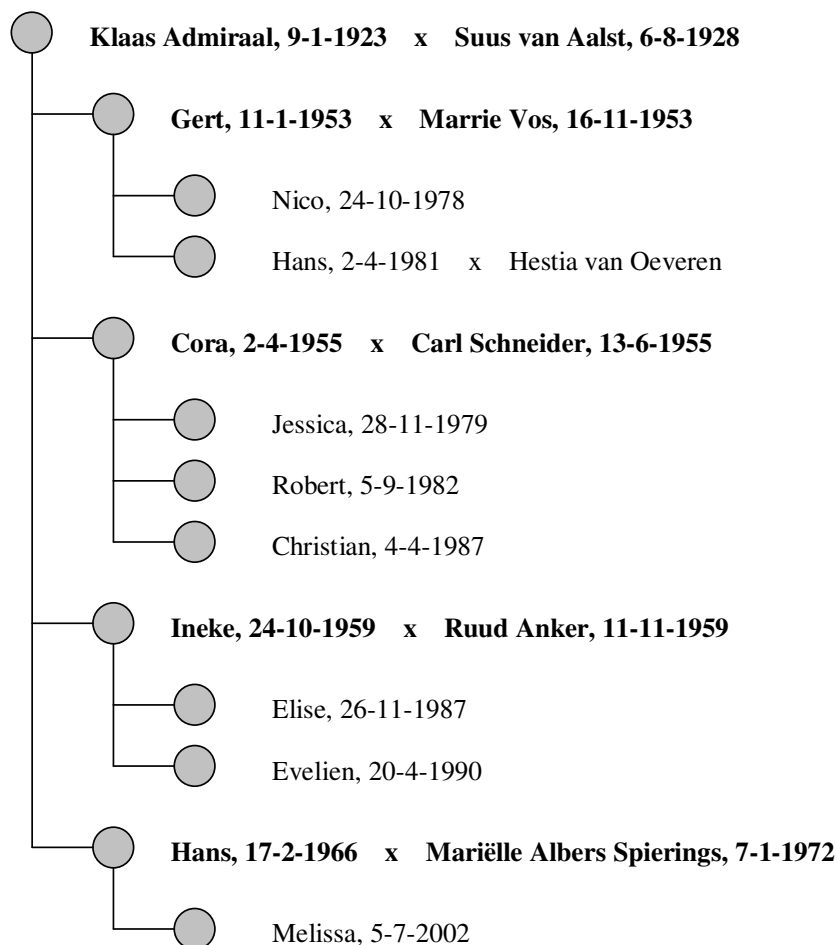 Klaas Admiraal, 9-1-1923 x Suus van Aalst, 6-8-1928
Gert, 11-1-1953 x Marrie Vos, 16-11-1953
Nico, 24-10-1978
Hans, 2-4-1981 x Hestia van Oeveren
Cora, 2-4-1955 x Carl Schneider, 13-6-1955
Jessica, 28-11-1979
Robert, 5-9-1982
Christian, 4-4-1987
Ineke, 24-10-1959 x Ruud Anker, 11-11-1959
Elise, 26-11-1987
Evelien, 20-4-1990
Hans, 17-2-1966 x Mariëlle Albers Spierings, 7-1-1972
Melissa, 5-7-2002